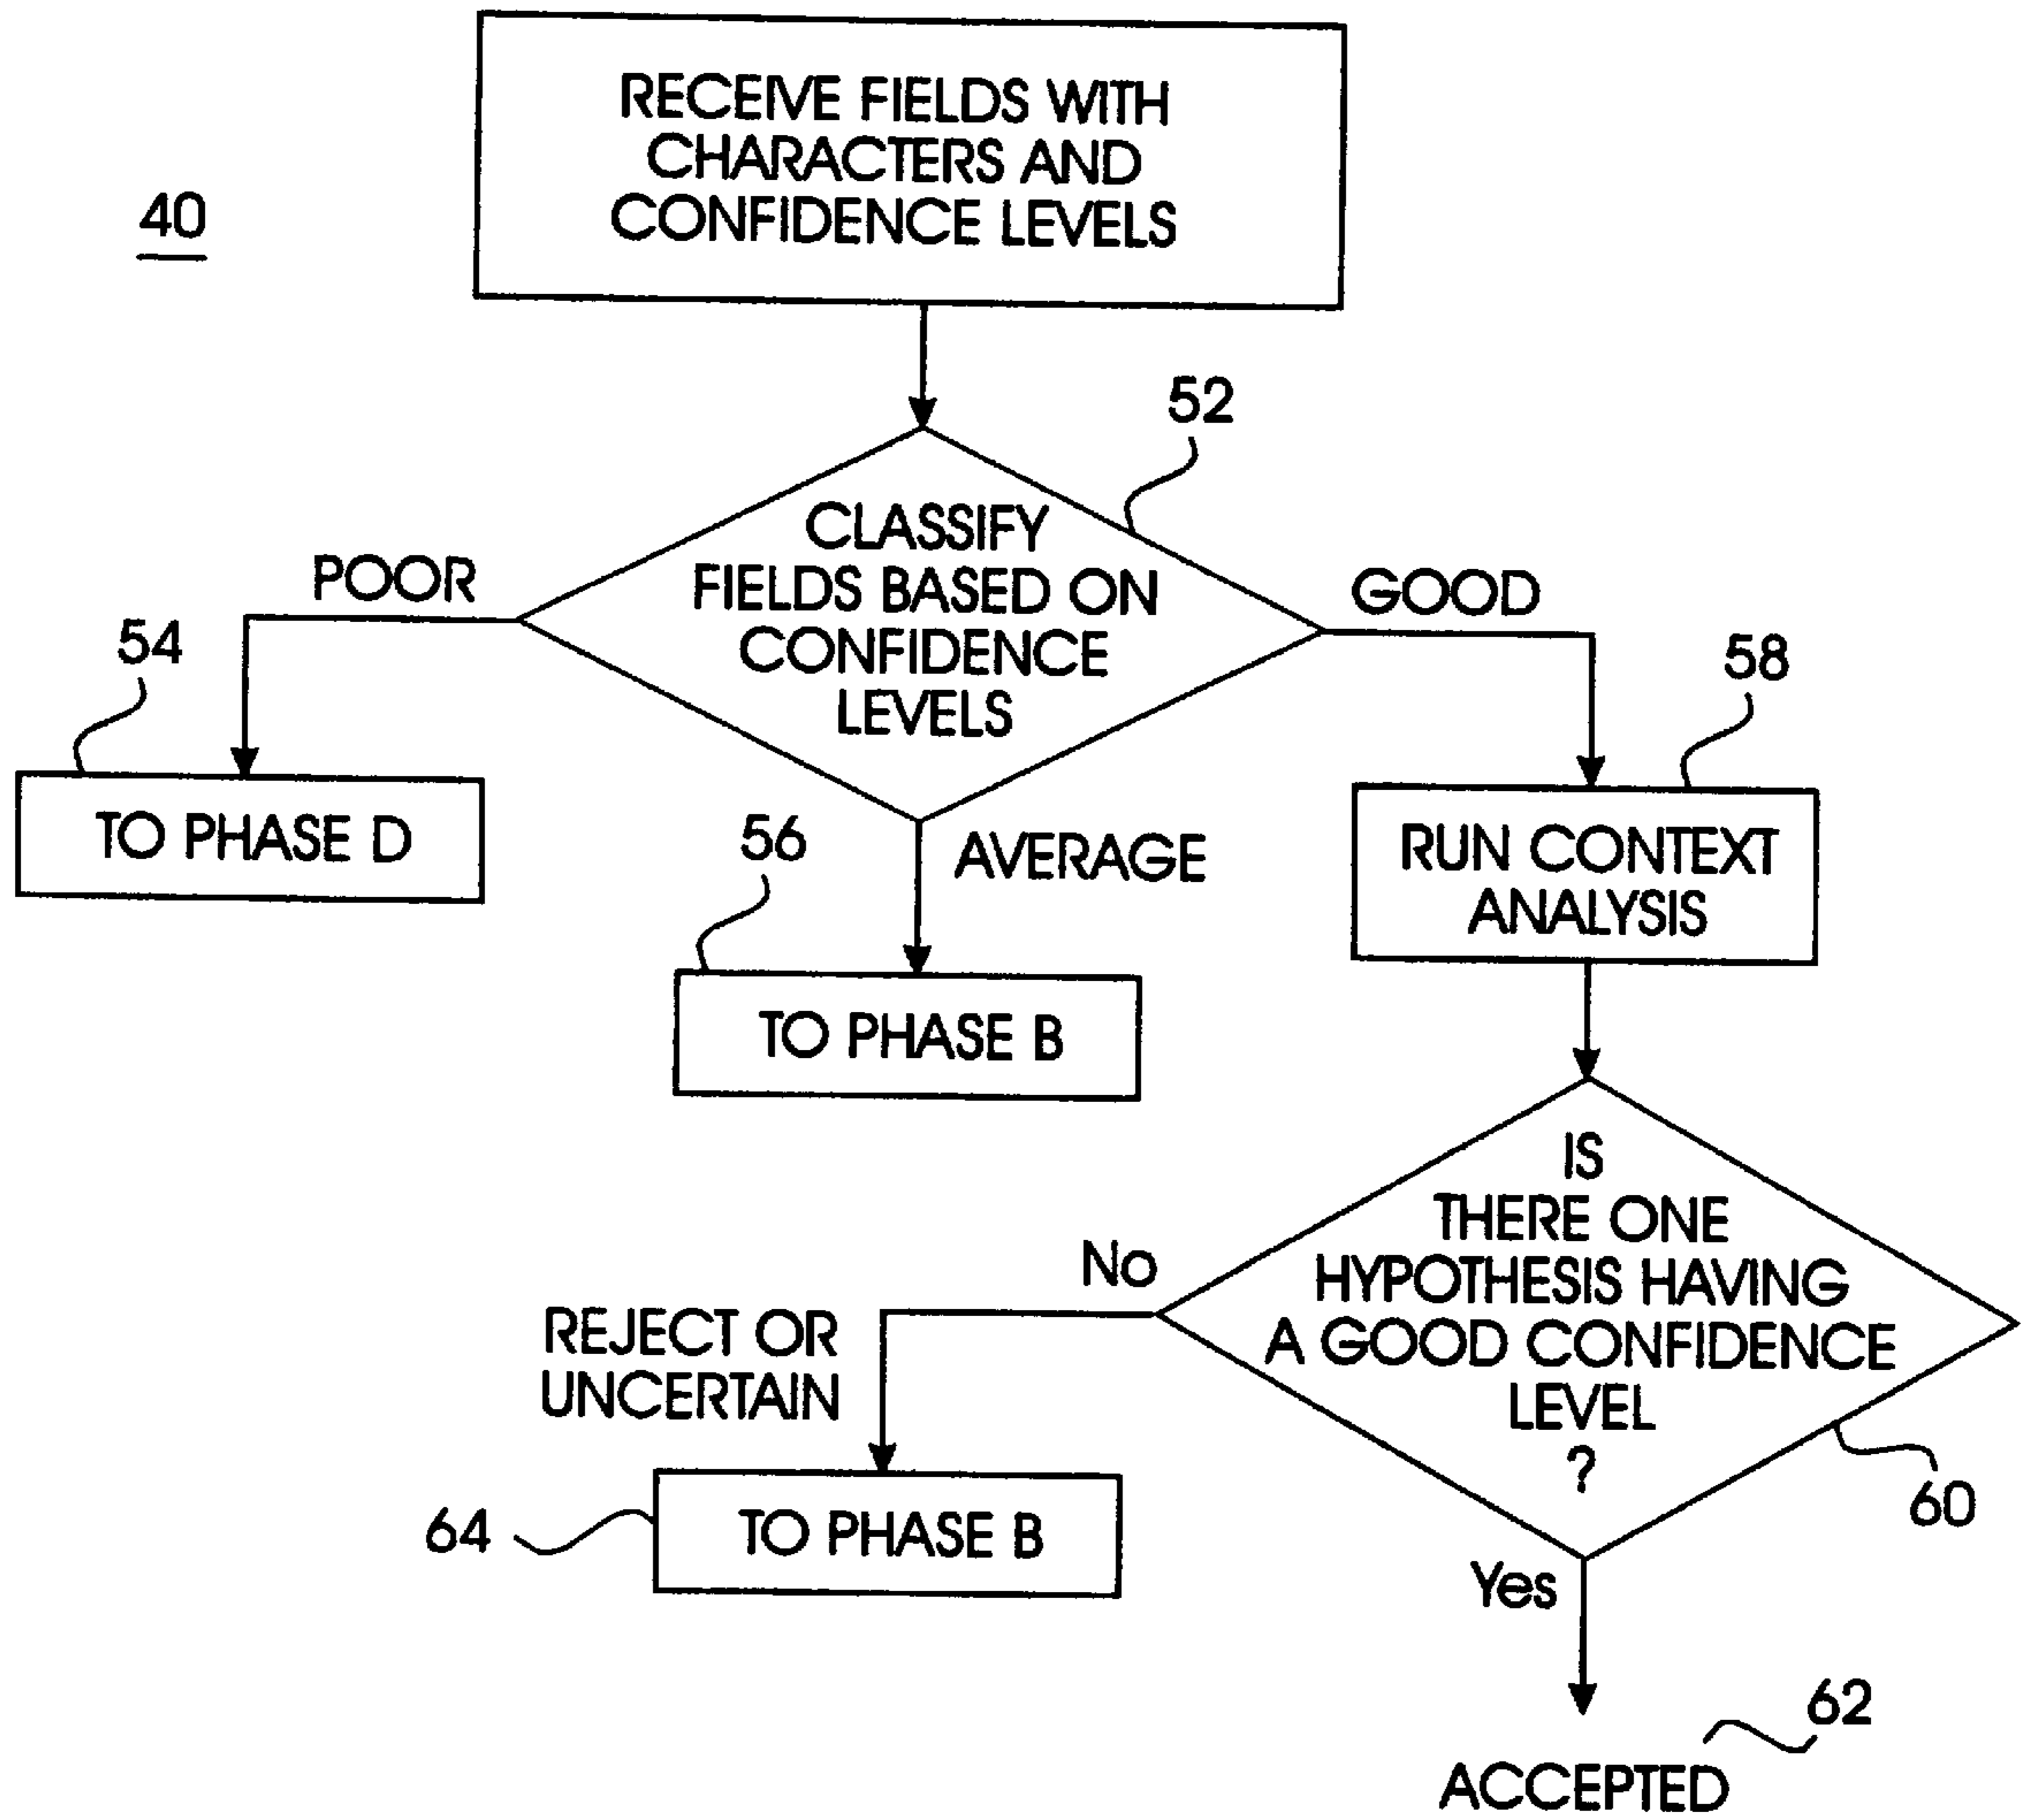 RECEIVE FIELDS WITH
CHARACTERS AND
CONFIDENCE LEVELS
40
52
CLASSIFY
FIELDS BASED ON
CONFIDENCE
LEVELS
POOR
GOOD
54
58
TO PHASE D
56
AVERAGE
RUN CONTEXT
ANALYSIS
TO PHASE B
IS
THERE ONE
HYPOTHESIS HAVING
A GOOD CONFIDENCE
LEVEL
?
No
REJECT OR
UNCERTAIN
60
64
TO PHASE B
Yes
62
ACCEPTED